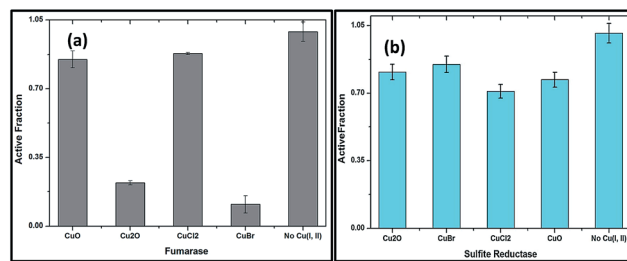 (a)
Active Fraction
1.05
0.70
0.35
0.00
CuO Cu2O CuCl2 CuBr No Cu(I, II)
Fumarase
(b)
ActiveFraction
1.05
0.70
0.35
0.00
Cu2O CuBr CuCl2 CuO No Cu(I, II)
Sulfite Reductase